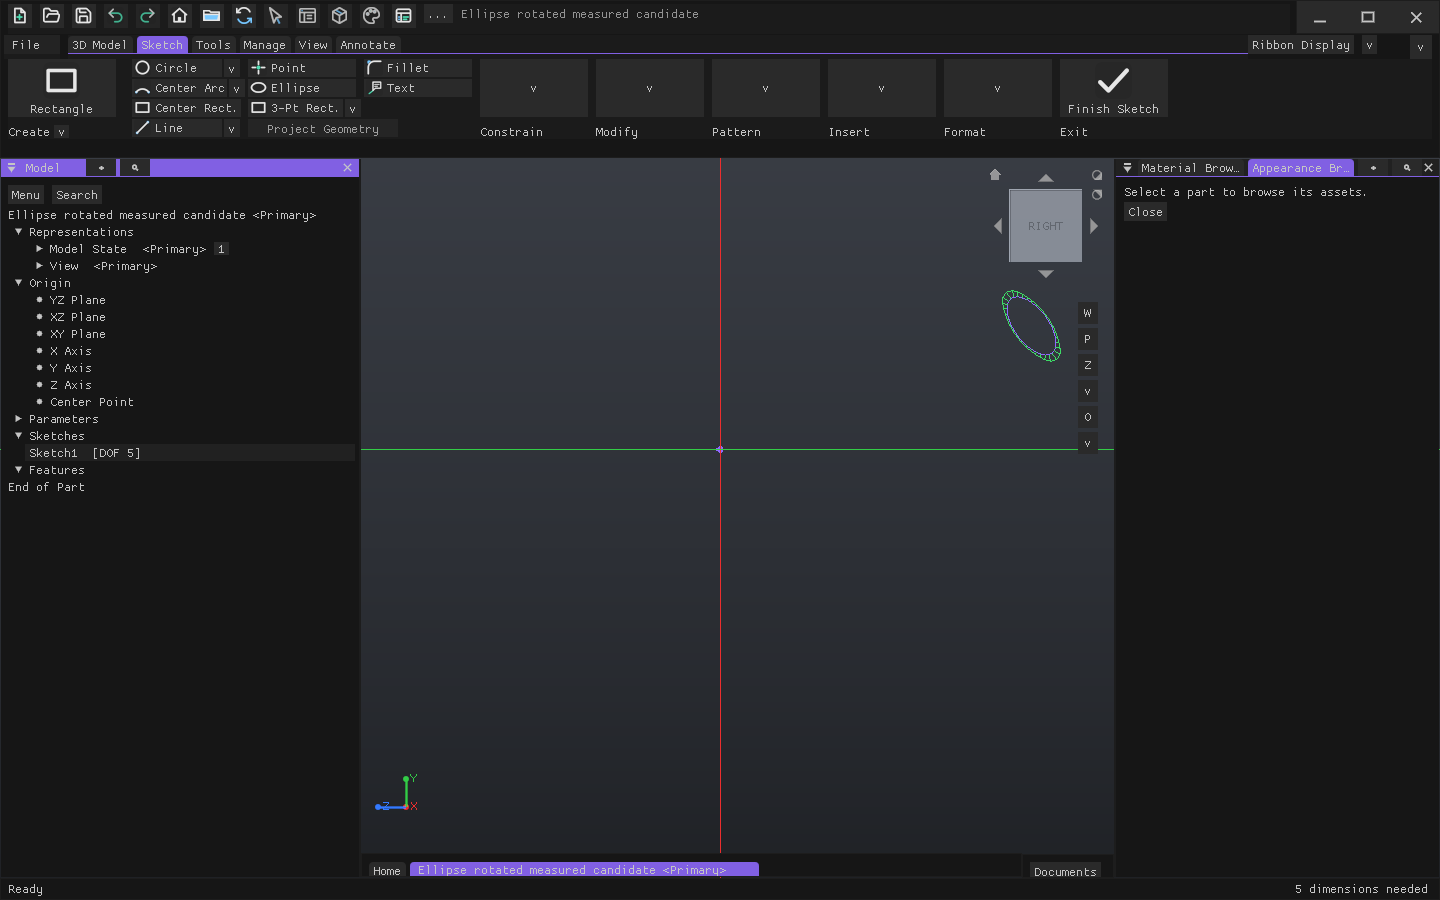 ... Ellipse rotated measured candidate
File 3D Model Sketch Tools Manage View Annotate Ribbon Display v v
Circle v Point Fillet
Center Arc v Ellipse Text
Rectangle Center Rect. 3-Pt Rect. v Finish Sketch
v v v v v
Line v Project Geometry
Create v Constrain Modify Pattern Insert Format Exit
Model
Menu Search
Ellipse rotated measured candidate <Primary>
Representations
Model State <Primary> 1
View <Primary>
Origin
YZ Plane
XZ Plane
XY Plane
X Axis
Y Axis
Z Axis
Center Point
Parameters
Sketches
Sketch1 [DOF 5]
Features
End of Part
RIGHT
W
P
Z
v
O
v
Y
Z X
Material Brow… Appearance Br…
Select a part to browse its assets.
Close
Home Ellipse rotated measured candidate <Primary> Documents
Ready 5 dimensions needed